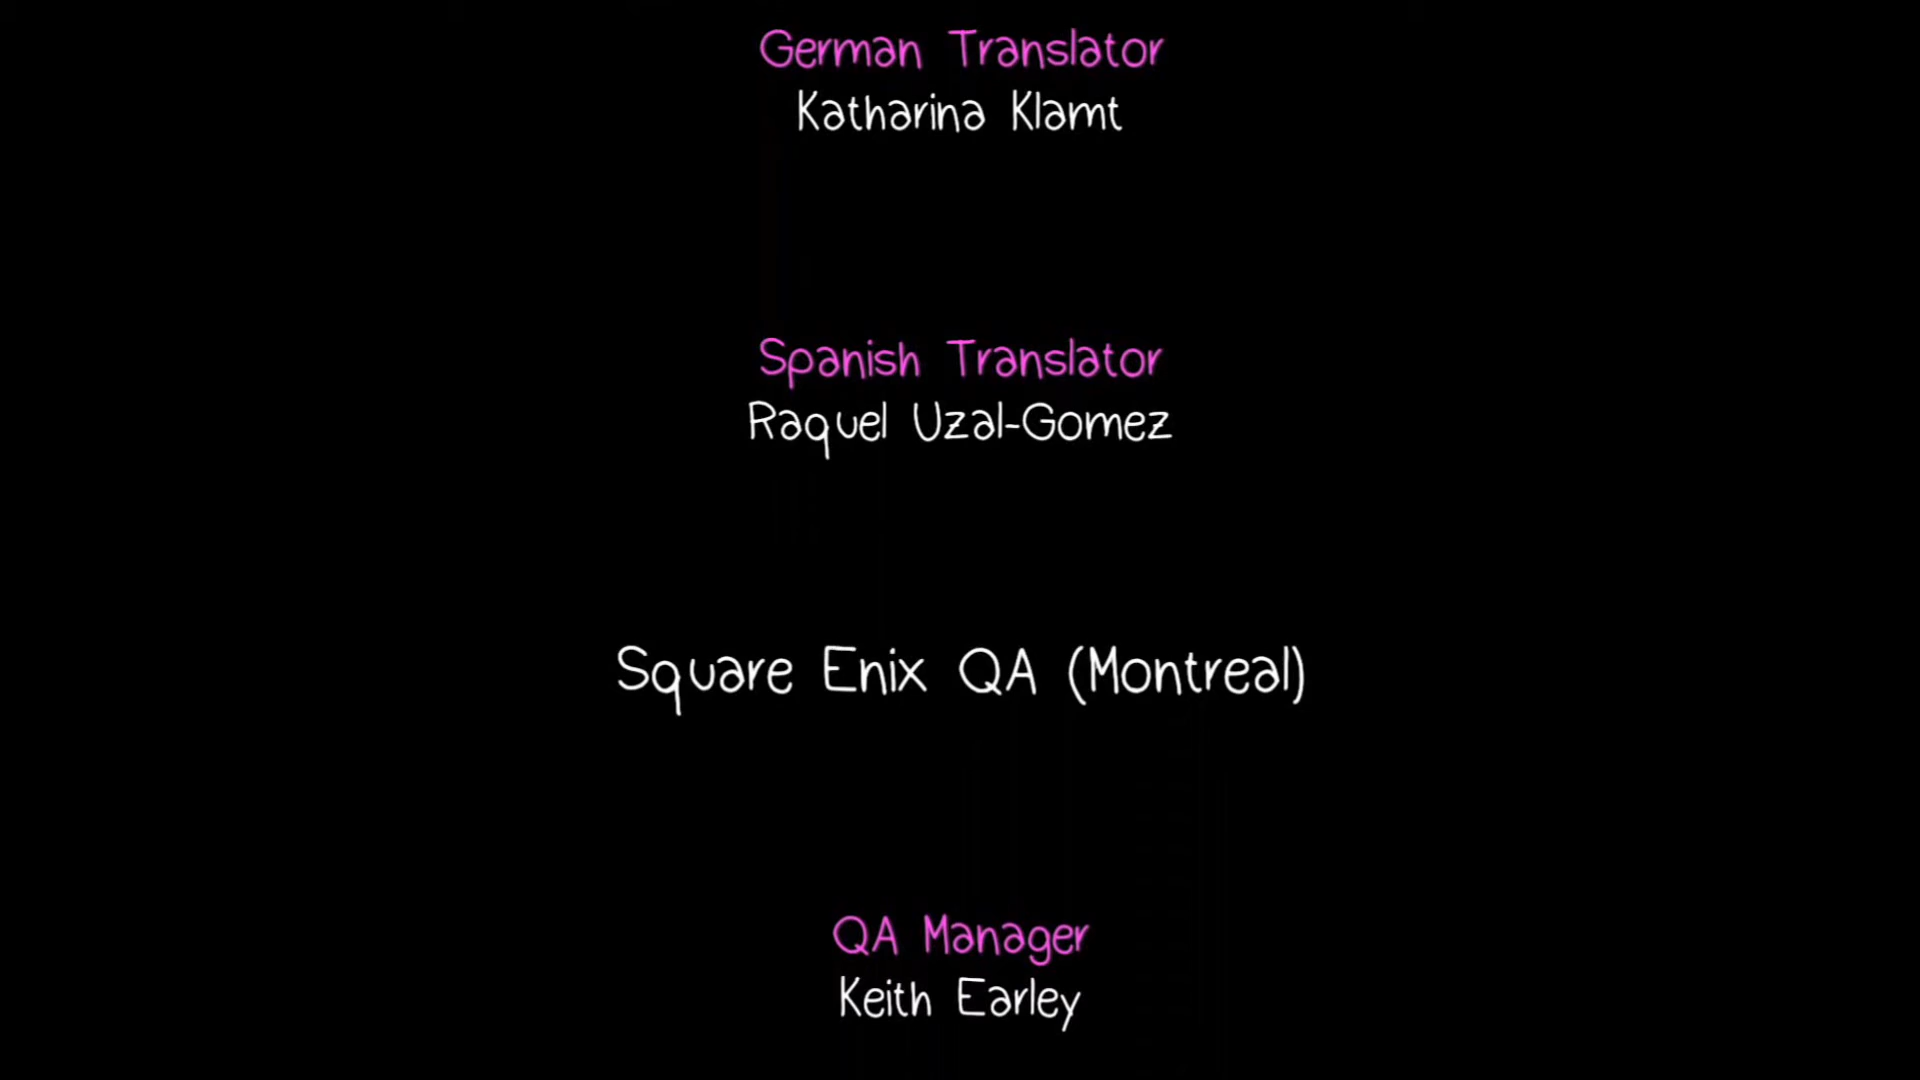 German Translator
Katharina Klamt
Spanish Translator
Raquel Uzal-Gomez
Square Enix QA (Montreal)
QA Manager
Keith Earley